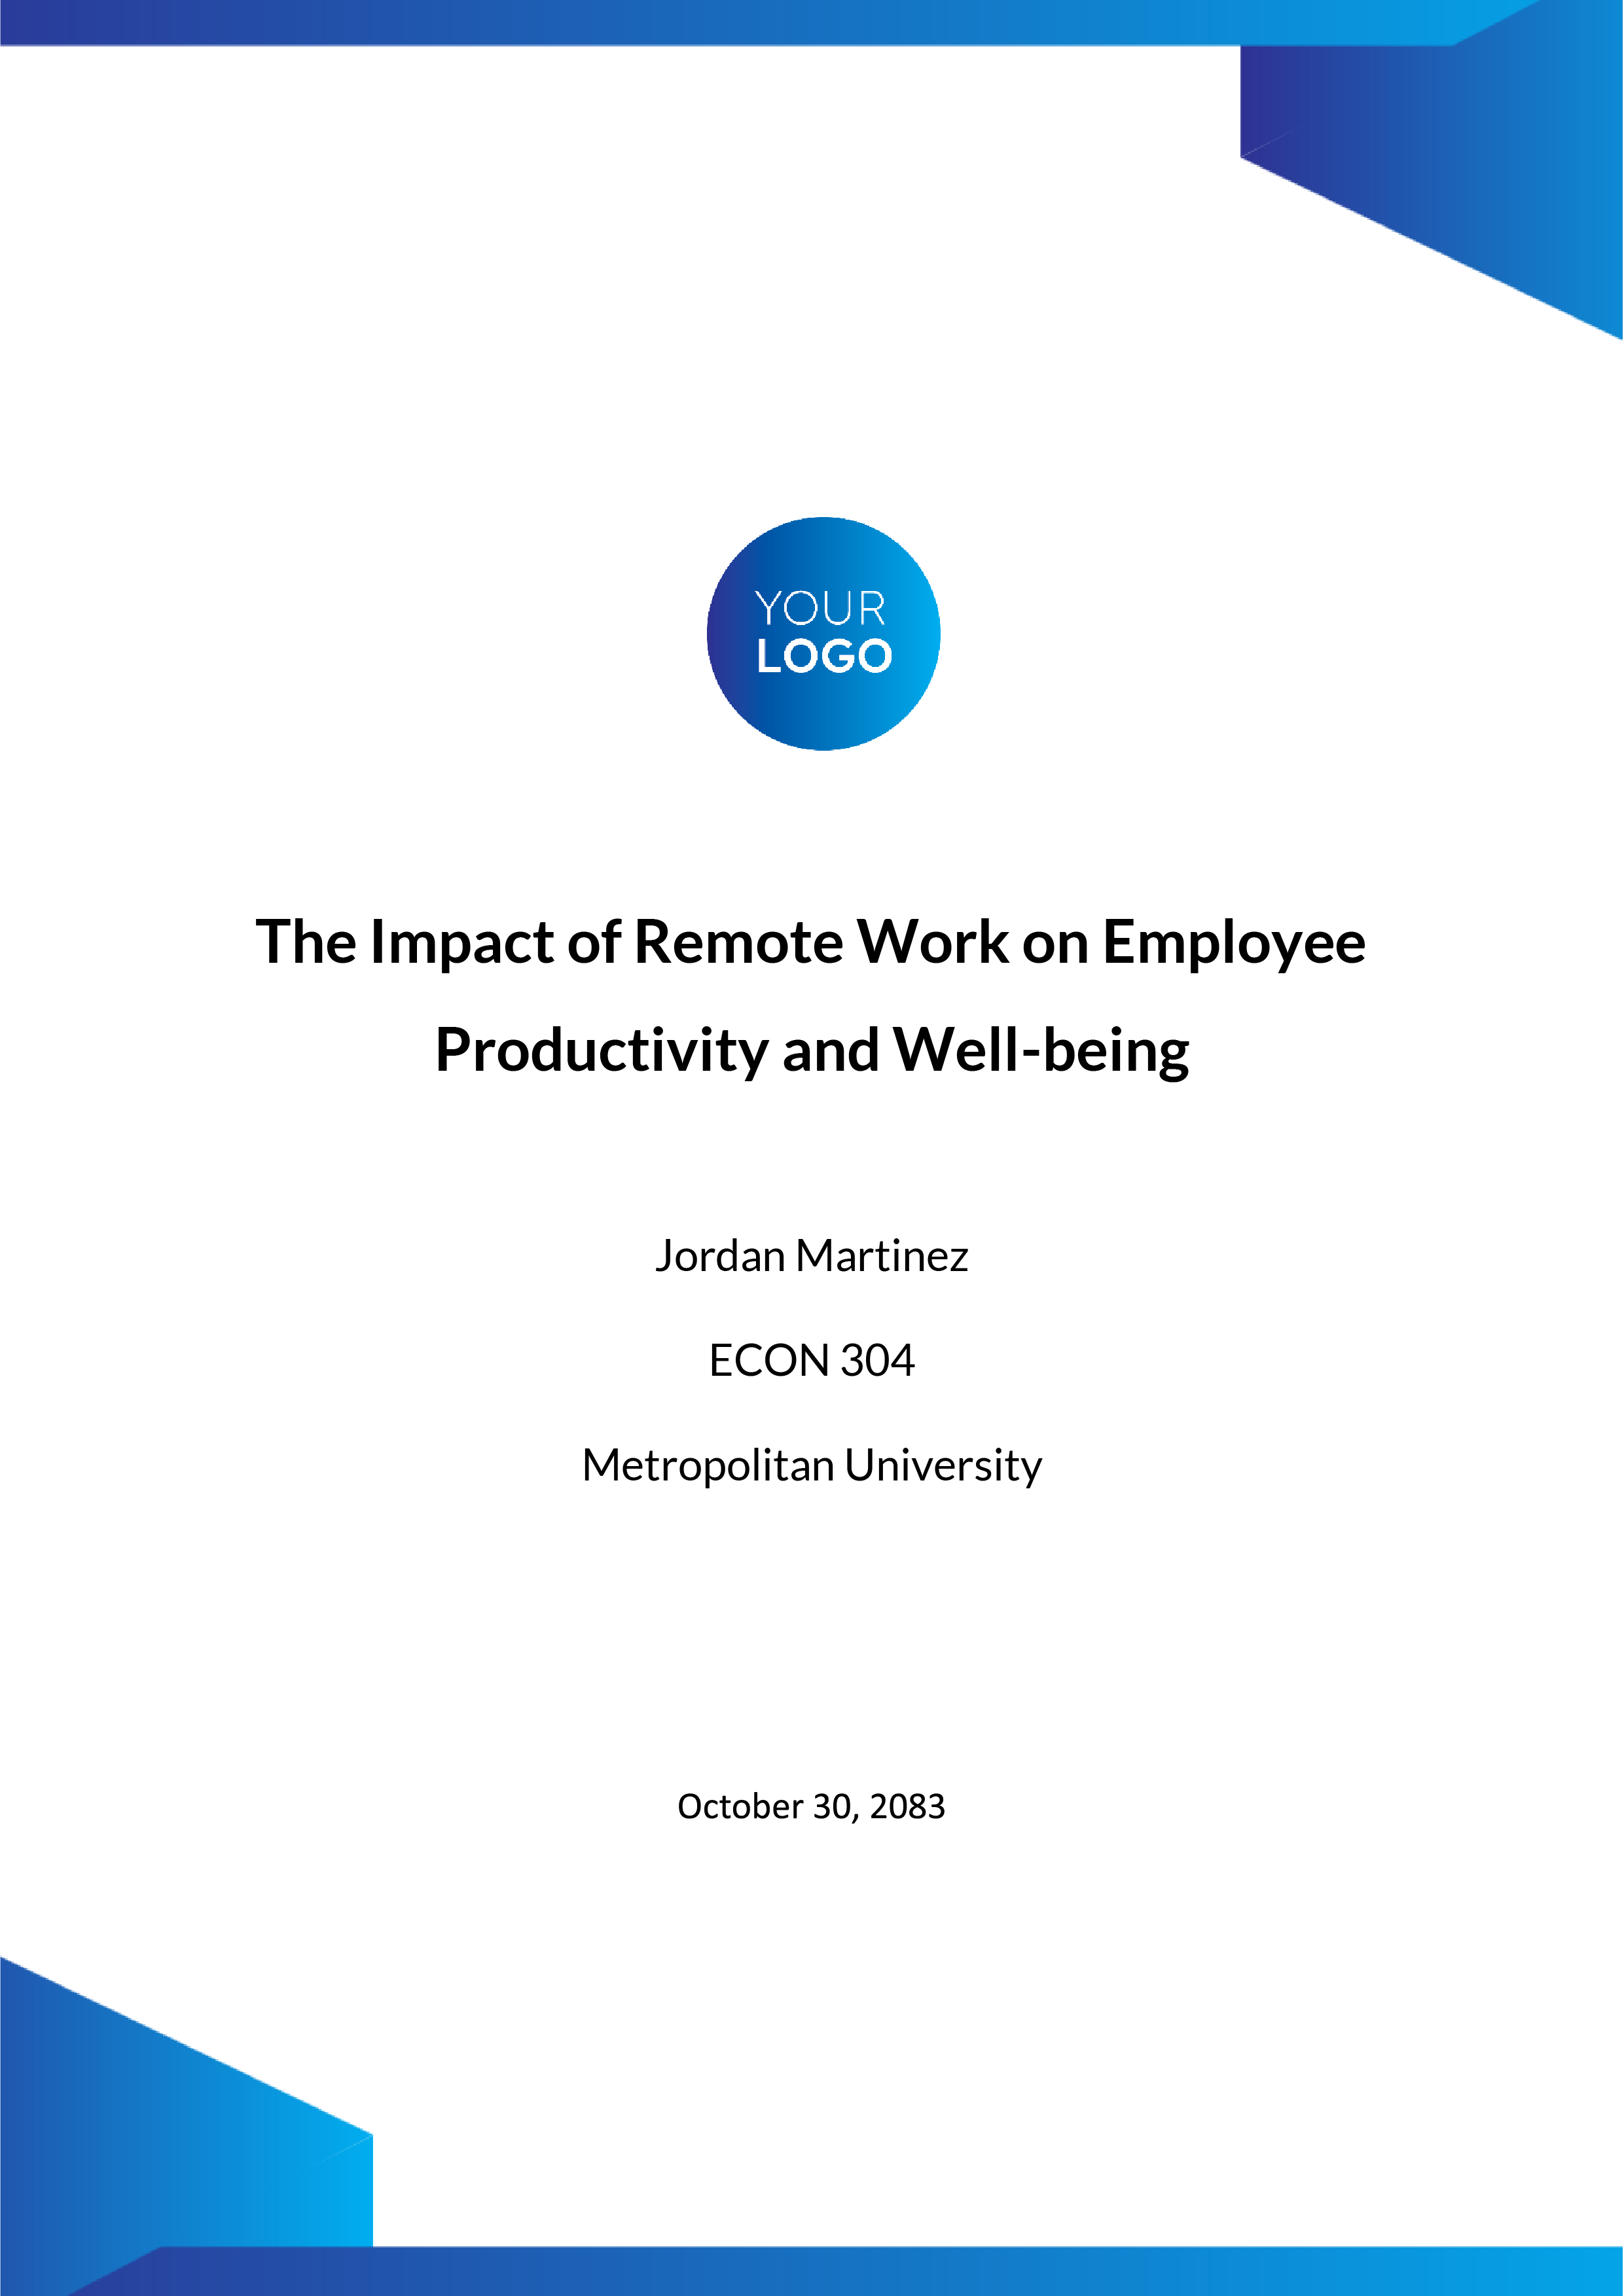 YOUR
LOGO
The Impact of Remote Work on Employee
Productivity and Well-being
Jordan Martinez
ECON 304
Metropolitan University
October 30, 2083